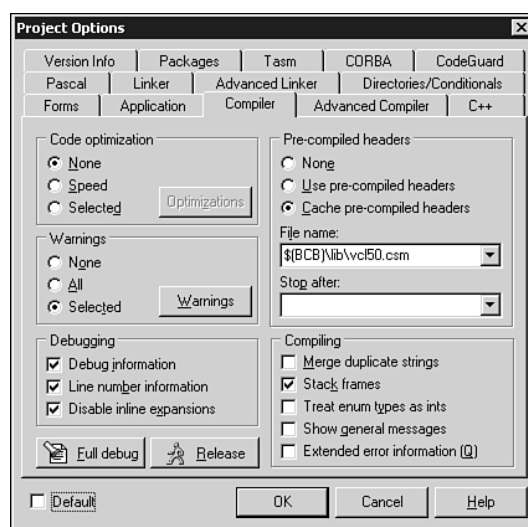 Project Options
Version Info Packages Tasm CORBA CodeGuard
Pascal Linker Advanced Linker Directories/Conditionals
Forms Application Compiler Advanced Compiler C++
Code optimization
None
Speed
Selected
Optimizations
Warnings
None
All
Selected
Warnings
Debugging
Debug information
Line number information
Disable inline expansions
Full debug
Release
Pre-compiled headers
None
Use pre-compiled headers
Cache pre-compiled headers
File name:
$(BCB)\lib\vcl50.csm
Stop after:
Compiling
Merge duplicate strings
Stack frames
Treat enum types as ints
Show general messages
Extended error information (Q)
Default
OK
Cancel
Help